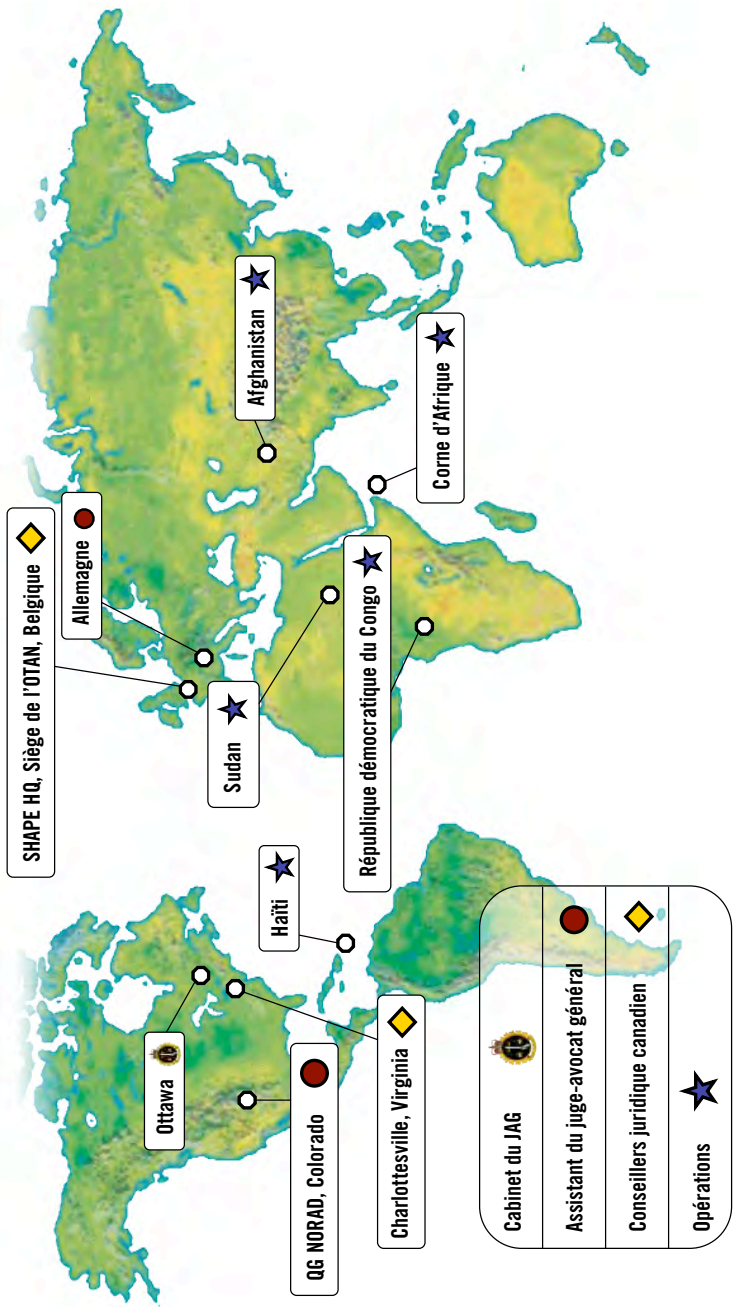 SHAPE HQ, Siège de l'OTAN, Belgique
Allemagne
Afghanistan
Sudan
Corne d'Afrique
République démocratique du Congo
Haïti
Ottawa
QG NORAD, Colorado
Charlottesville, Virginia
Cabinet du JAG
Assistant du juge-avocat général
Conseillers juridique canadien
Opérations